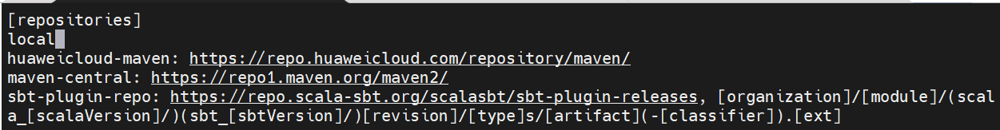 [repositories]
local
huaweicloud-maven: https://repo.huaweicloud.com/repository/maven/
maven-central: https://repo1.maven.org/maven2/
sbt-plugin-repo: https://repo.scala-sbt.org/scalasbt/sbt-plugin-releases, [organization]/[module]/(scal
a_[scalaVersion]/)(sbt_[sbtVersion]/)[revision]/[type]s/[artifact](-[classifier]).[ext]